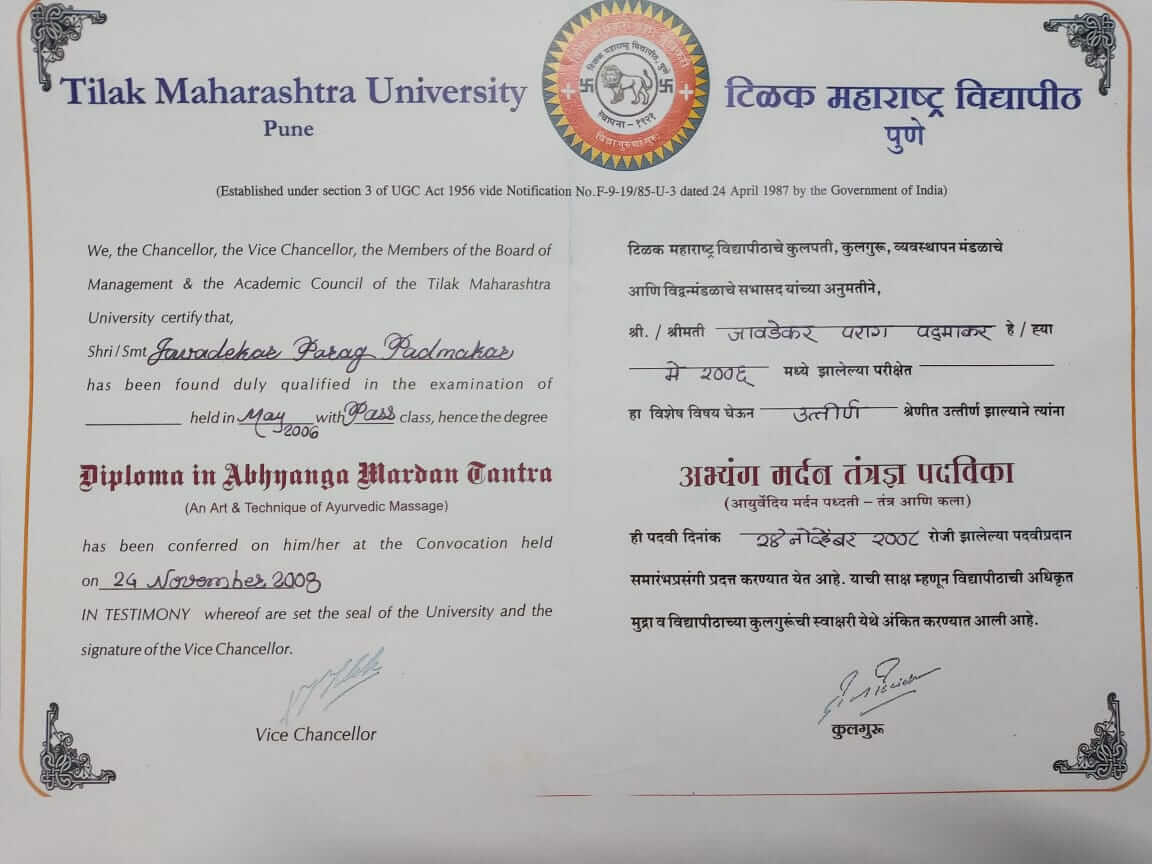 Tilak Maharashtra University
Pune
टिळक महाराष्ट्र विद्यापीठ, पुणे
स्थापना – १९२१
टिळक महाराष्ट्र विद्यापीठ
पुणे
(Established under section 3 of UGC Act 1956 vide Notification No.F-9-19/85-U-3 dated 24 April 1987 by the Government of India)
We, the Chancellor, the Vice Chancellor, the Members of the Board of
Management & the Academic Council of the Tilak Maharashtra
University certify that,
Shri / Smt Javadekar Parag Padmakar
has been found duly qualified in the examination of
held in May 2006 with Pass class, hence the degree
Diploma in Abhyanga Mardan Tantra
(An Art & Technique of Ayurvedic Massage)
has been conferred on him/her at the Convocation held
on 24 November 2008
IN TESTIMONY whereof are set the seal of the University and the
signature of the Vice Chancellor.
Vice Chancellor
टिळक महाराष्ट्र विद्यापीठाचे कुलपती, कुलगुरू, व्यवस्थापन मंडळाचे
आणि विद्वन्मंडळाचे सभासद यांच्या अनुमतीने,
श्री. / श्रीमती जावडेकर पराग पद्माकर हे / ह्या
मे २००६ मध्ये झालेल्या परीक्षेत
हा विशेष विषय घेऊन उत्तीर्ण श्रेणीत उत्तीर्ण झाल्याने त्यांना
अभ्यंग मर्दन तंत्रज्ञ पदविका
(आयुर्वेदिय मर्दन पध्दती – तंत्र आणि कला)
ही पदवी दिनांक २४ नोव्हेंबर २००८ रोजी झालेल्या पदवीप्रदान
समारंभप्रसंगी प्रदत्त करण्यात येत आहे. याची साक्ष म्हणून विद्यापीठाची अधिकृत
मुद्रा व विद्यापीठाच्या कुलगुरूंची स्वाक्षरी येथे अंकित करण्यात आली आहे.
कुलगुरू